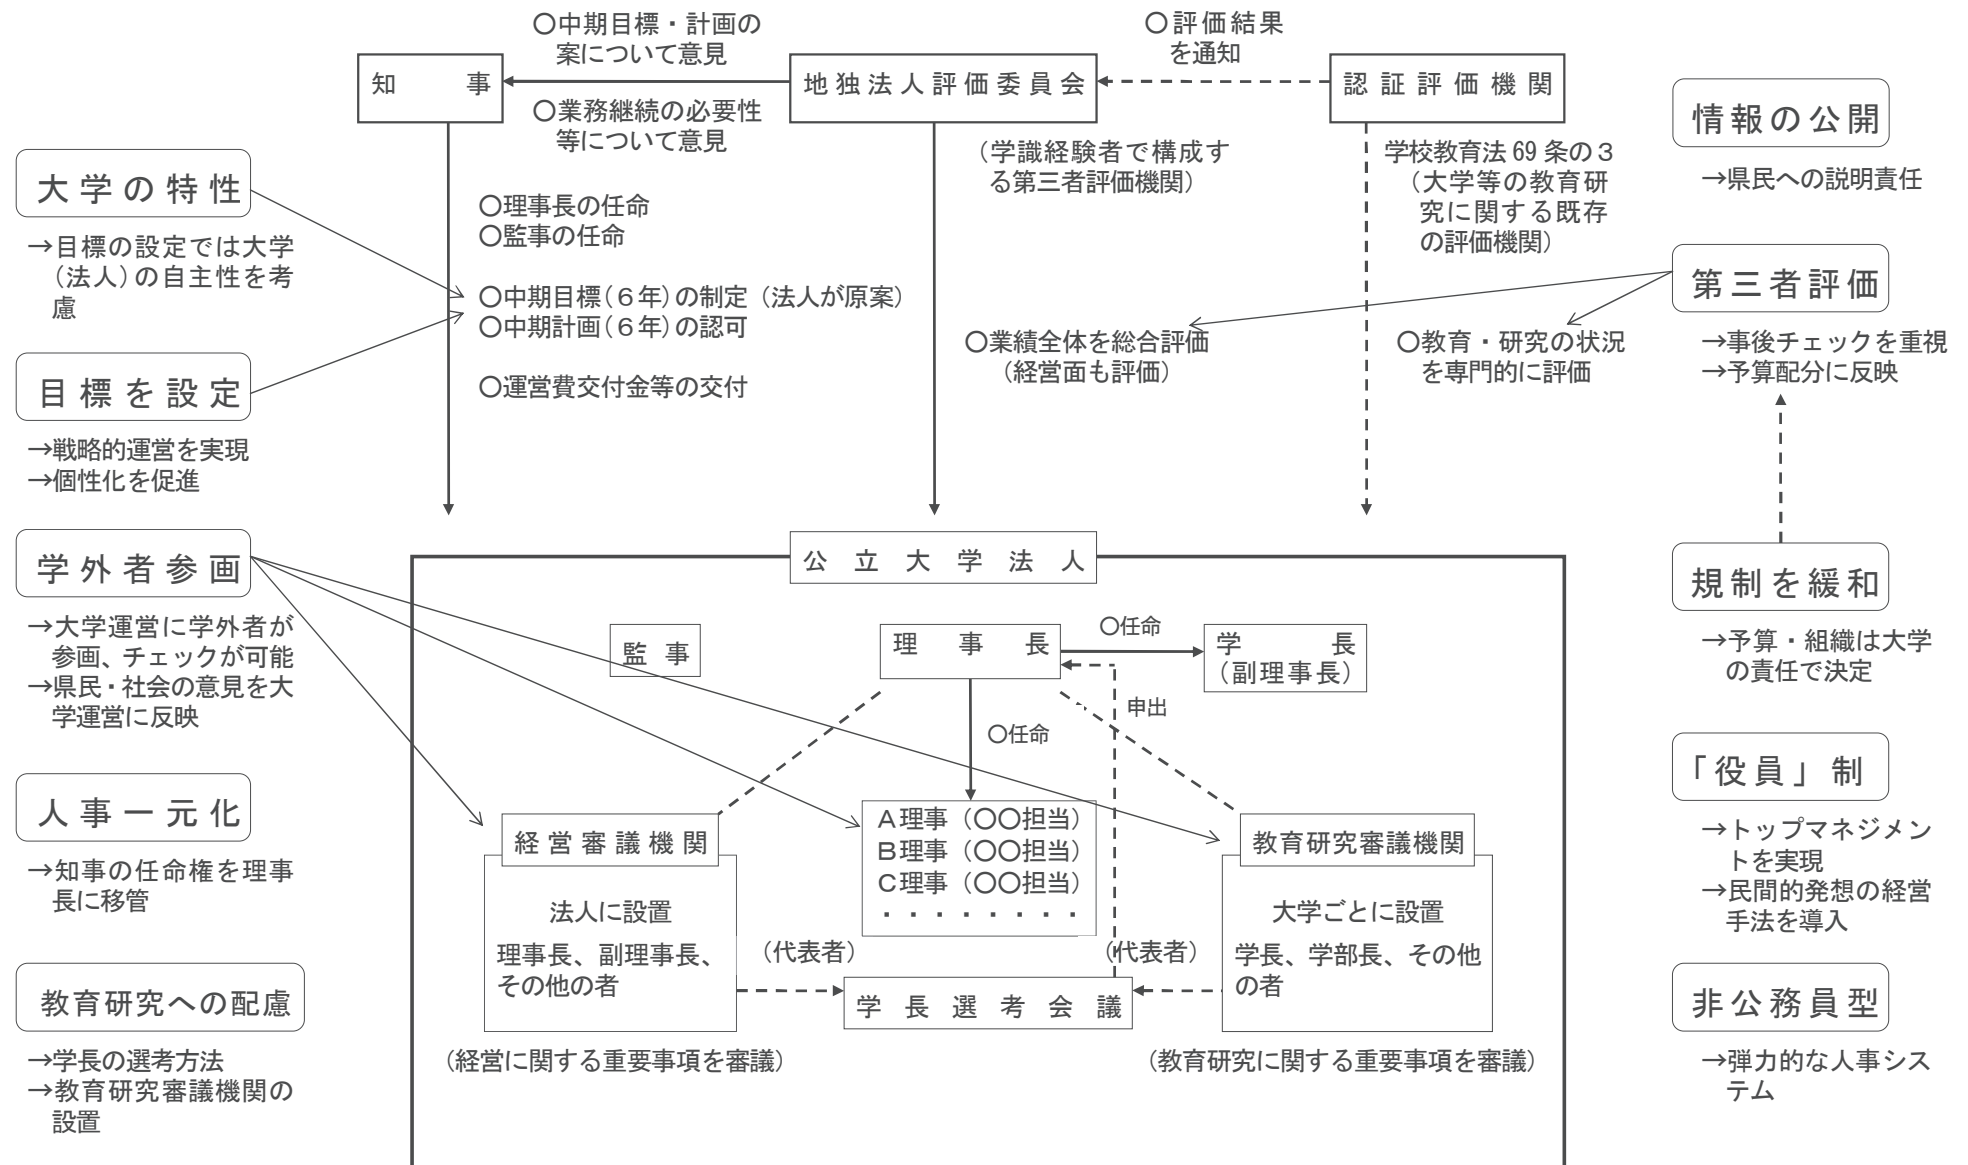 〇中期目標・計画の
案について意見
〇評価結果
を通知
知事
地独法人評価委員会
認証評価機関
〇業務継続の必要性
等について意見
(学識経験者で構成す
る第三者評価機関)
学校教育法69条の3
(大学等の教育研
究に関する既存
の評価機関)
〇理事長の任命
〇監事の任命
〇中期目標(6年)の制定(法人が原案)
〇中期計画(6年)の認可
〇運営費交付金等の交付
〇業績全体を総合評価
(経営面も評価)
〇教育・研究の状況
を専門的に評価
大学の特性
→目標の設定では大学
(法人)の自主性を考
慮
目標を設定
→戦略的運営を実現
→個性化を促進
学外者参画
→大学運営に学外者が
参画、チェックが可能
→県民・社会の意見を大
学運営に反映
人事一元化
→知事の任命権を理事
長に移管
教育研究への配慮
→学長の選考方法
→教育研究審議機関の
設置
公立大学法人
監事
理事長
〇任命
学長
(副理事長)
申出
〇任命
A理事(〇〇担当)
B理事(〇〇担当)
C理事(〇〇担当)
・・・・・・・・
経営審議機関
法人に設置
理事長、副理事長、
その他の者
(経営に関する重要事項を審議)
教育研究審議機関
大学ごとに設置
学長、学部長、その他
の者
(教育研究に関する重要事項を審議)
(代表者)
(代表者)
学長選考会議
情報の公開
→県民への説明責任
第三者評価
→事後チェックを重視
→予算配分に反映
規制を緩和
→予算・組織は大学
の責任で決定
「役員」制
→トップマネジメン
トを実現
→民間的発想の経営
手法を導入
非公務員型
→弾力的な人事シス
テム